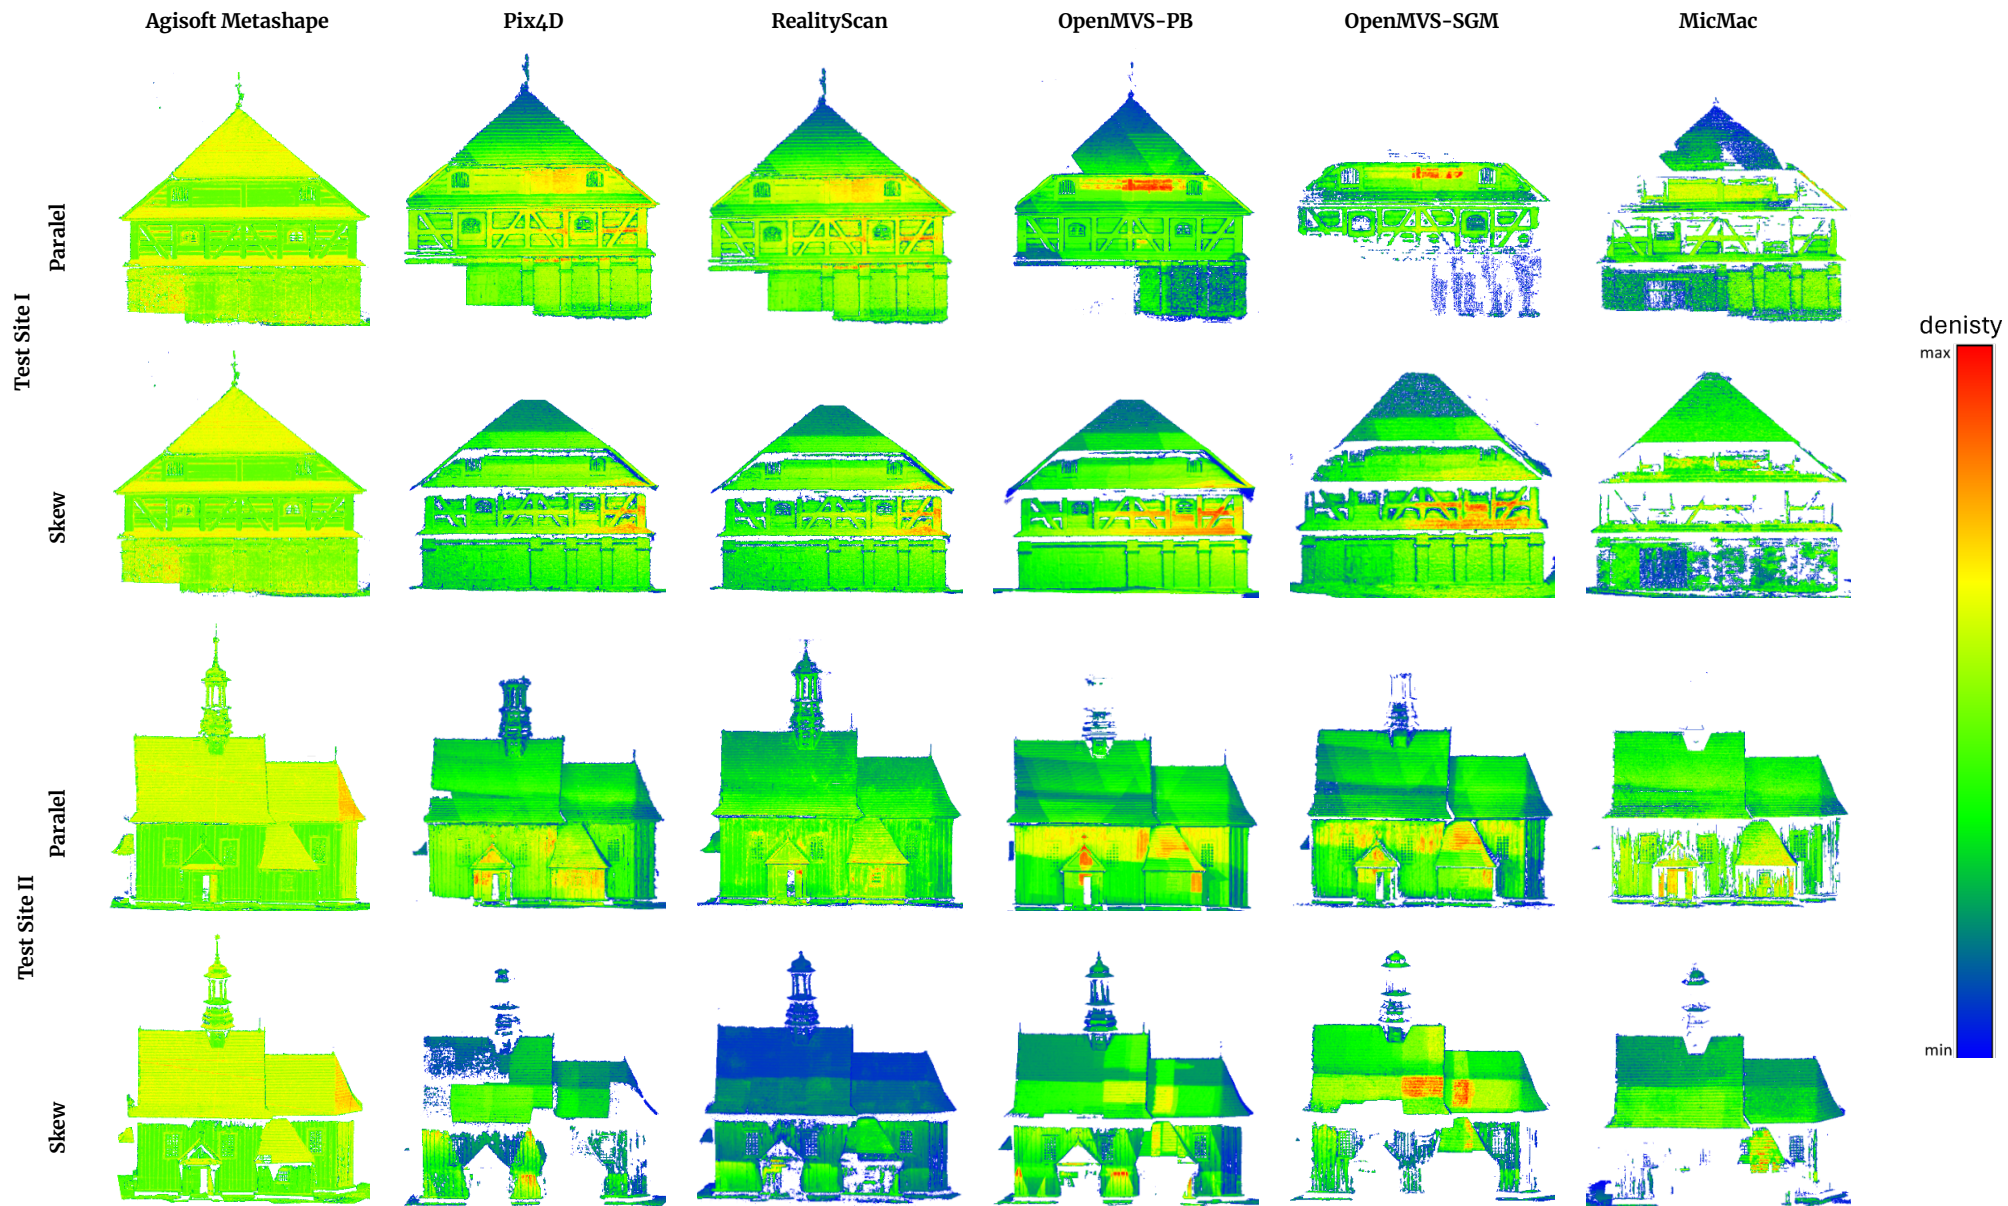 Agisoft Metashape Pix4D RealityScan OpenMVS-PB OpenMVS-SGM MicMac
Test Site I
Paralel
Skew
Test Site II
Paralel
Skew
denisty
max
min